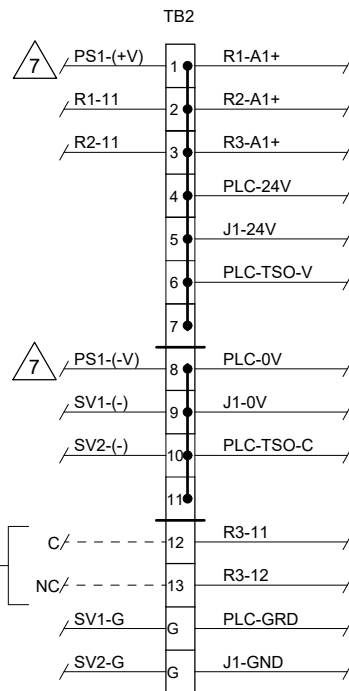 TB2
7 PS1-(+V) 1 R1-A1+
R1-11 2 R2-A1+
R2-11 3 R3-A1+
4 PLC-24V
5 J1-24V
6 PLC-TSO-V
7
7 PS1-(-V) 8 PLC-0V
SV1-(-) 9 J1-0V
SV2-(-) 10 PLC-TSO-C
11
C 12 R3-11
NC 13 R3-12
SV1-G G PLC-GRD
SV2-G G J1-GND